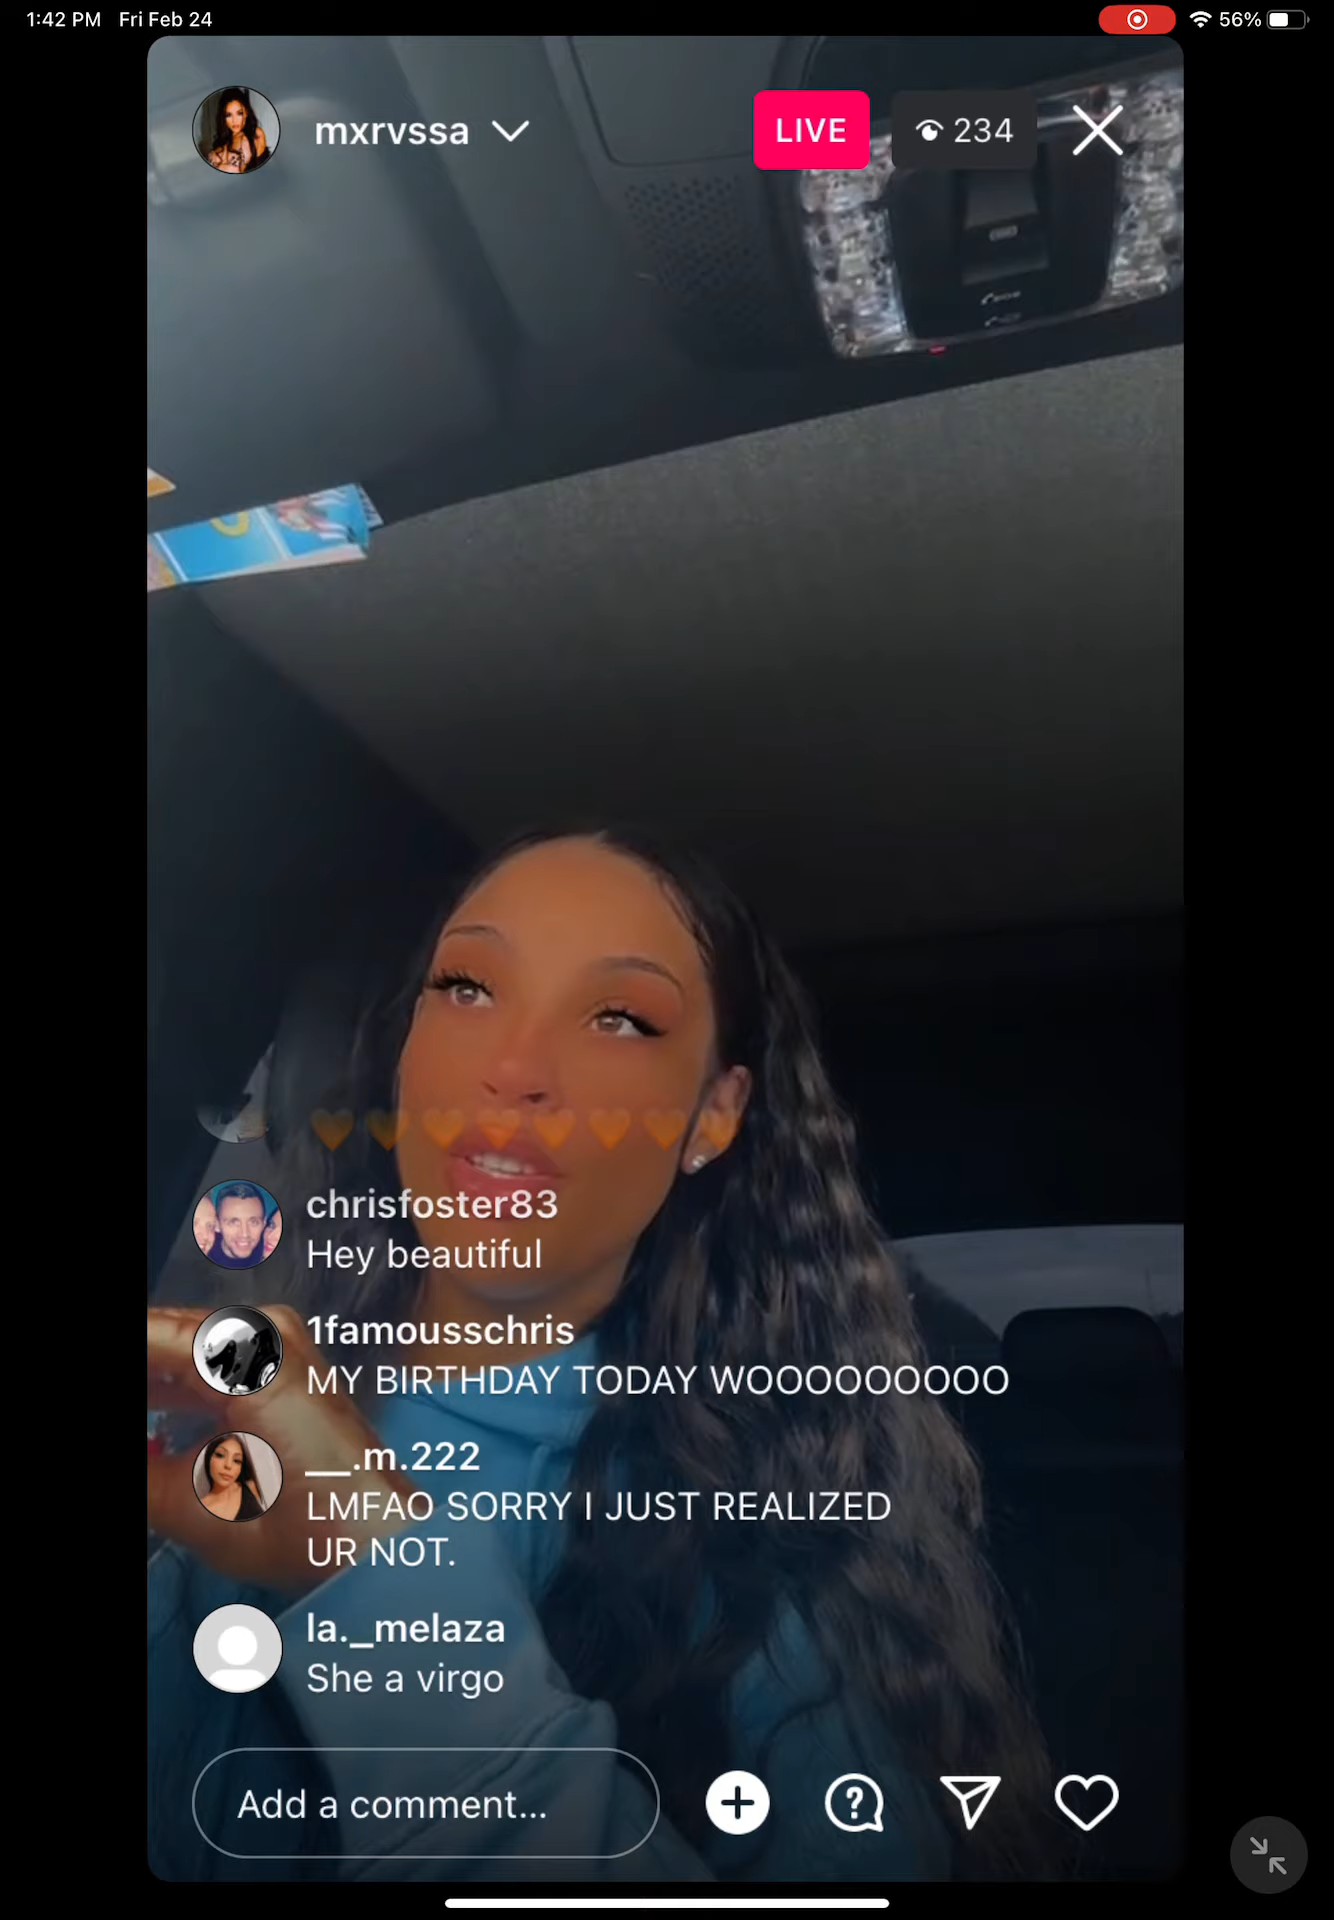 1:42 PM Fri Feb 24
56%
mxrvssa
LIVE
234
🧡🧡🧡🧡🧡🧡🧡🧡
chrisfoster83
Hey beautiful
1famousschris
MY BIRTHDAY TODAY WOOOOOOOOO
__.m.222
LMFAO SORRY I JUST REALIZED
UR NOT.
la._melaza
She a virgo
Add a comment...